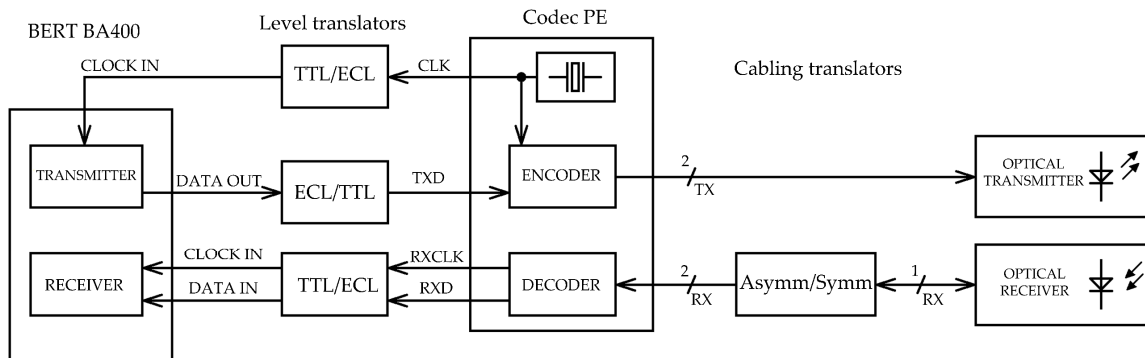 BERT BA400
Level translators
Codec PE
Cabling translators
CLOCK IN
TTL/ECL
CLK
TRANSMITTER
DATA OUT
ECL/TTL
TXD
ENCODER
2
TX
OPTICAL
TRANSMITTER
RECEIVER
CLOCK IN
DATA IN
TTL/ECL
RXCLK
RXD
DECODER
2
RX
Asymm/Symm
1
RX
OPTICAL
RECEIVER